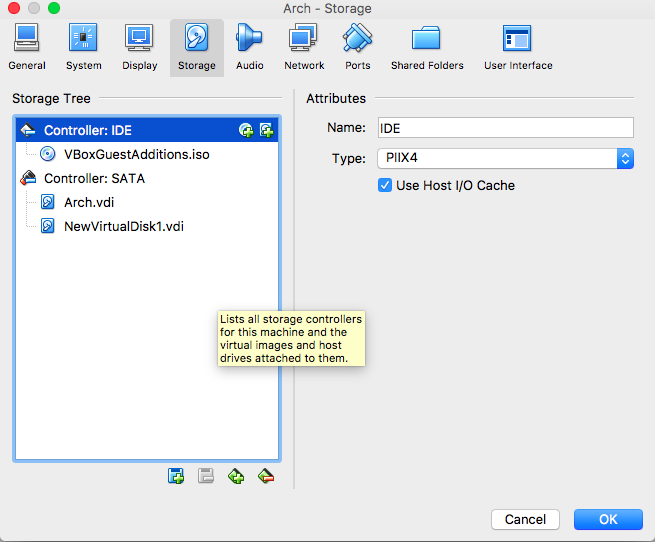 Arch - Storage
General System Display Storage Audio Network Ports Shared Folders User Interface
Storage Tree
Controller: IDE
VBoxGuestAdditions.iso
Controller: SATA
Arch.vdi
NewVirtualDisk1.vdi
Lists all storage controllers
for this machine and the
virtual images and host
drives attached to them.
Attributes
Name: IDE
Type: PIIX4
Use Host I/O Cache
Cancel OK